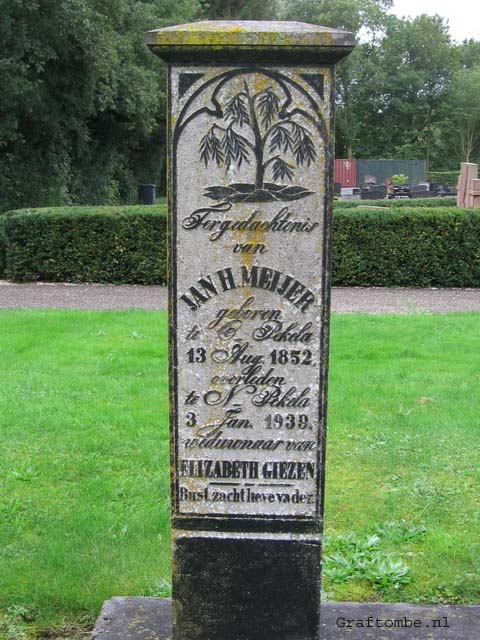 Ter gedachtenis
van
JAN H. MEIJER
geboren
te O. Pekela
13 Aug. 1852.
overleden
te N. Pekela
3 Jan. 1939.
weduwnaar van
ELIZABETH GIEZEN
Rust zacht lieve vader.
Graftombe.nl